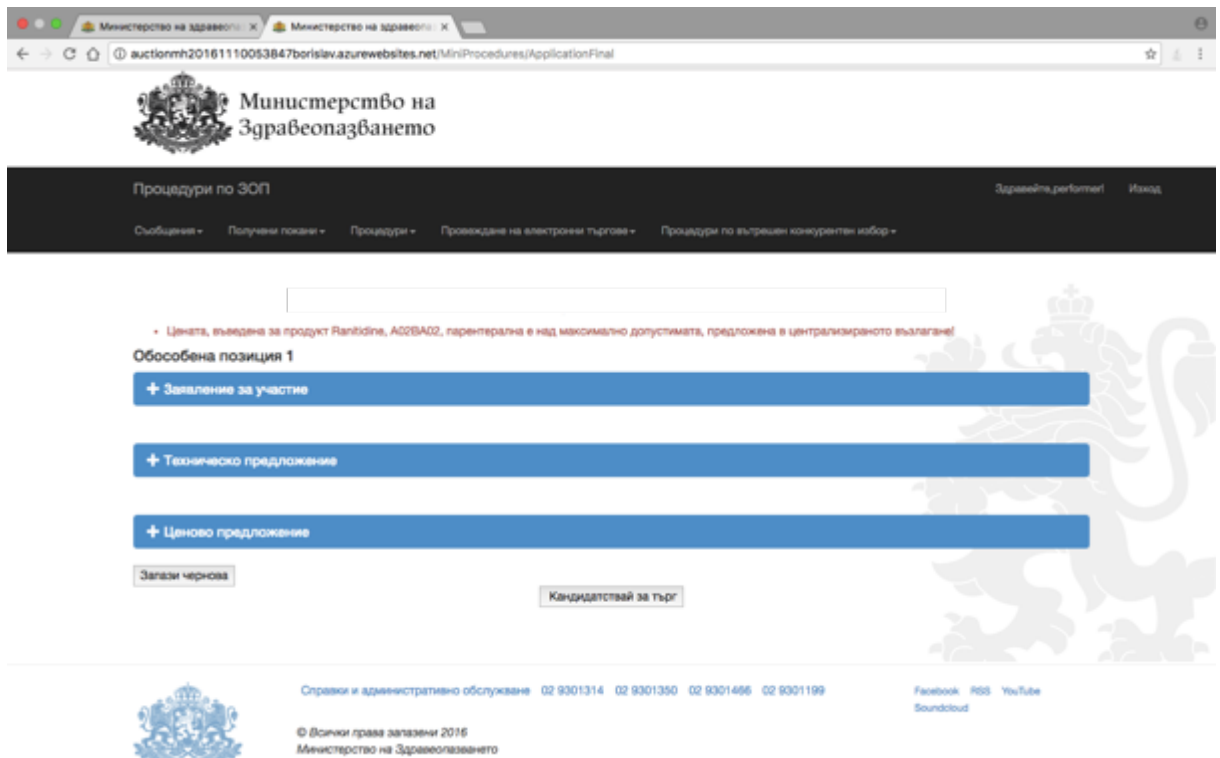 Министерство на здравеопа: ×
Министерство на здравеопа: ×
auctionmh20161110053847borislav.azurewebsites.net/MiniProcedures/ApplicationFinal
Министерство на
Здравеопазването
Процедури по ЗОП
Здравейте,performer!
Изход
Съобщения
Получени покани
Процедури
Провеждане на електронни търгове
Процедури по вътрешен конкурентен избор
• Цената, въведена за продукт Ranitidine, A02BA02, парентерална е над максимално допустимата, предложена в централизираното възлагане!
Обособена позиция 1
+ Заявление за участие
+ Техническо предложение
+ Ценово предложение
Запази чернова
Кандидатствай за търг
Справки и административно обслужване 02 9301314 02 9301350 02 9301466 02 9301199
Facebook RSS YouTube
Soundcloud
© Всички права запазени 2016
Министерство на Здравеопазването